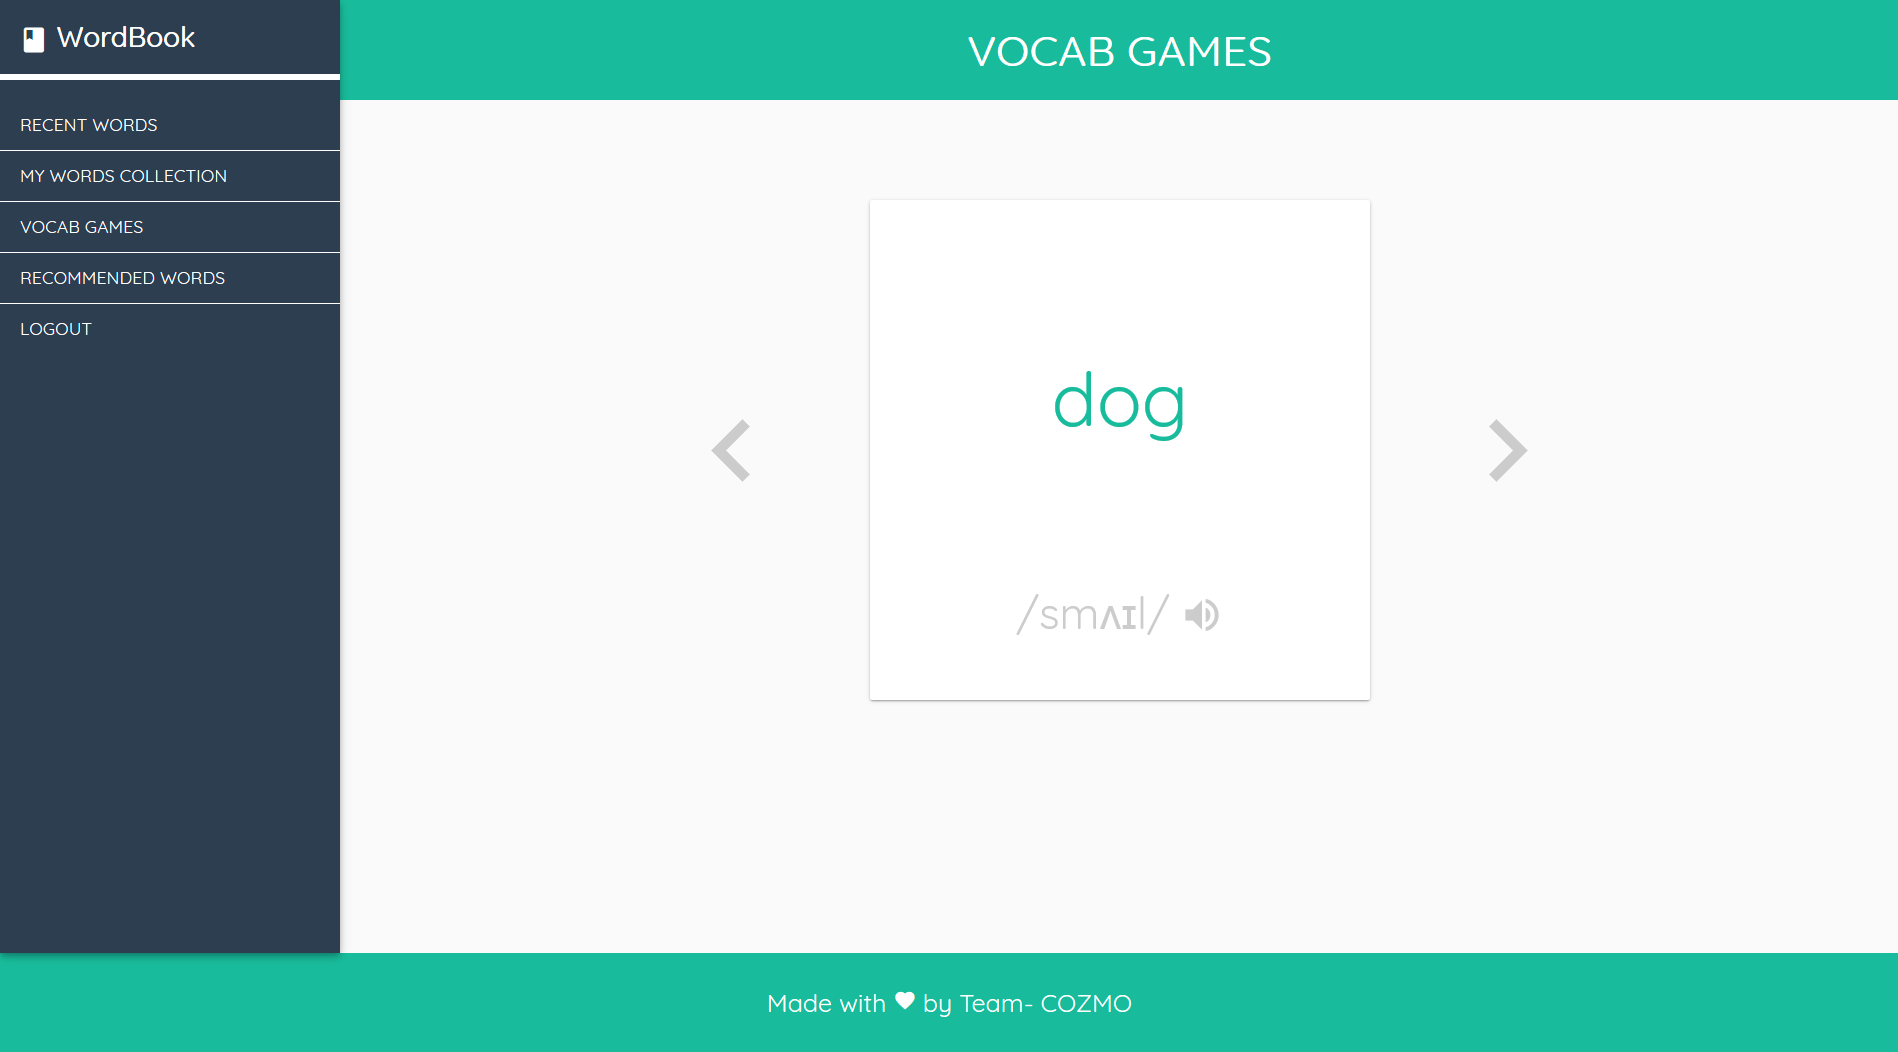 WordBook
RECENT WORDS
MY WORDS COLLECTION
VOCAB GAMES
RECOMMENDED WORDS
LOGOUT
VOCAB GAMES
dog
/smʌɪl/
Made with ♥ by Team- COZMO